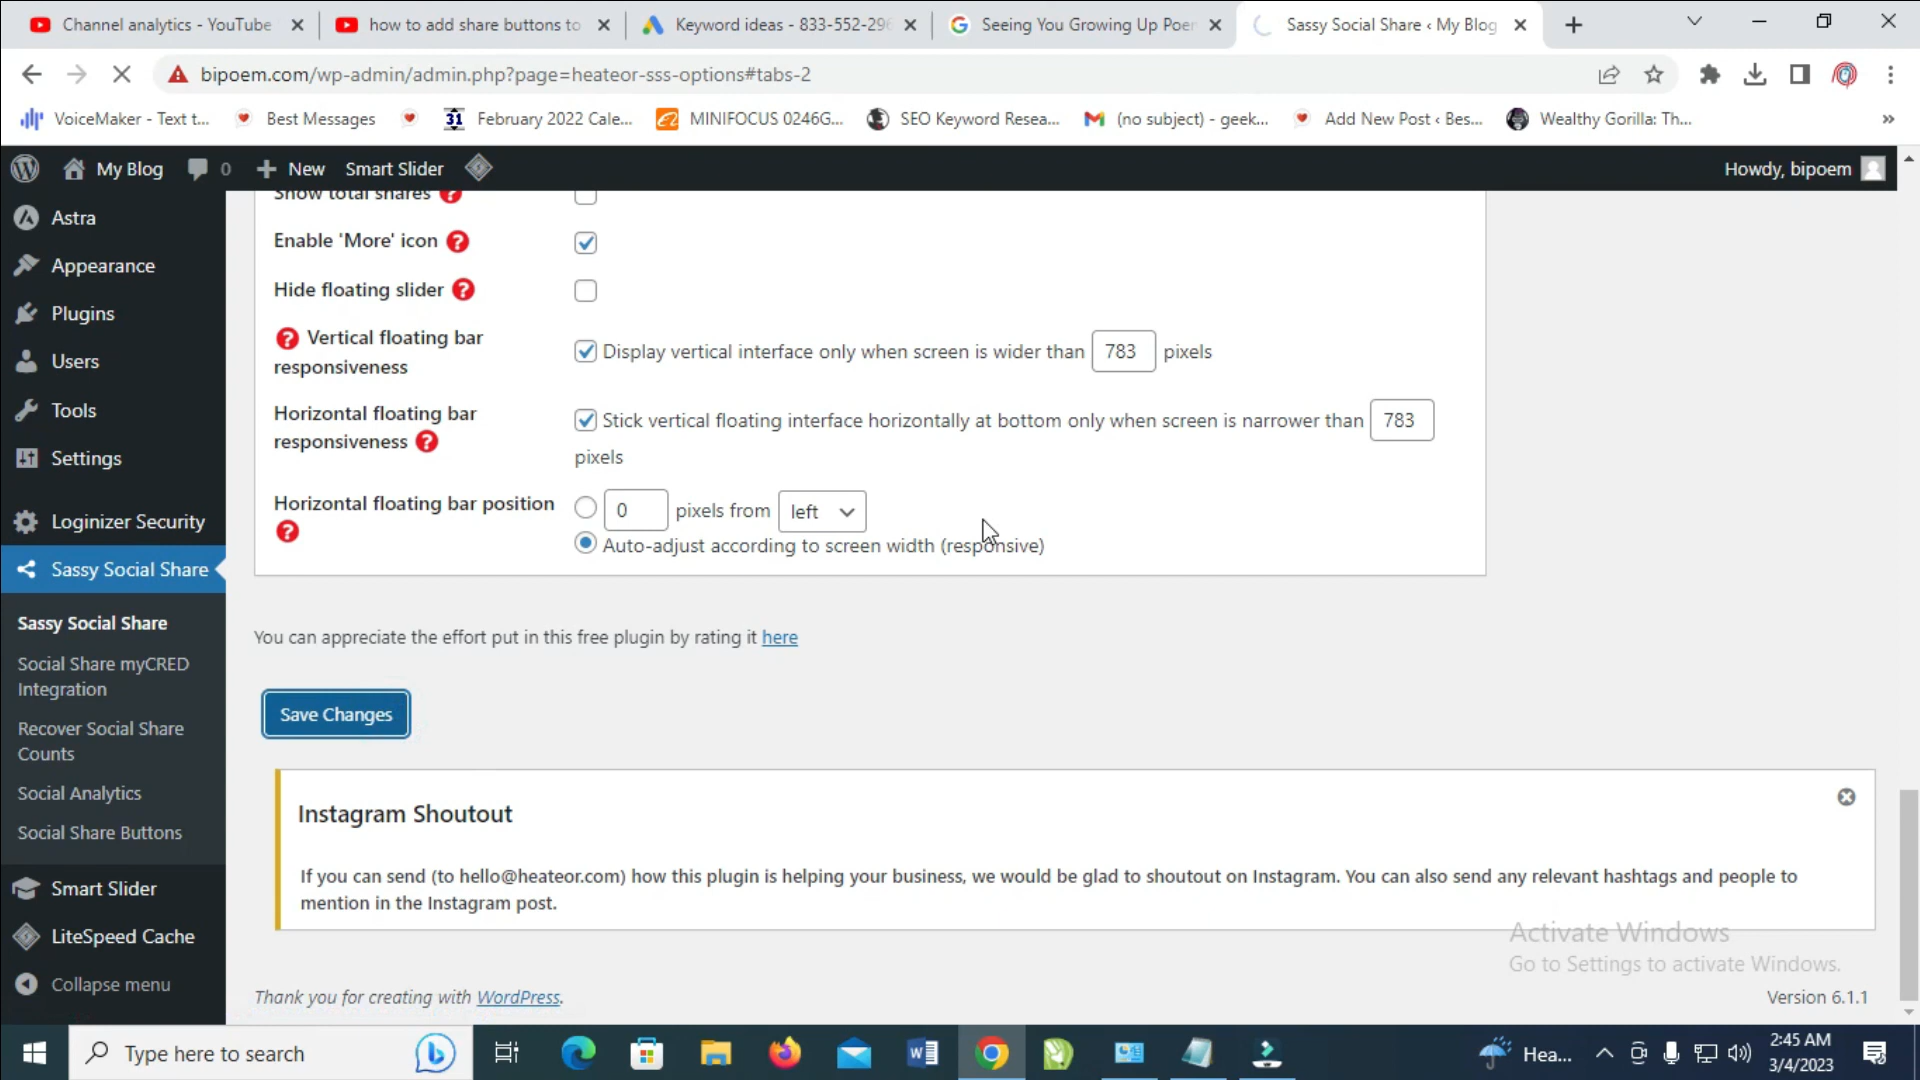 Channel analytics - YouTube
how to add share buttons to
Keyword ideas - 833-552-296
Seeing You Growing Up Poem
Sassy Social Share ‹ My Blog
bipoem.com/wp-admin/admin.php?page=heateor-sss-options#tabs-2
VoiceMaker - Text t...
Best Messages
31
February 2022 Cale...
MINIFOCUS 0246G...
SEO Keyword Resea...
(no subject) - geek...
Add New Post ‹ Bes...
Wealthy Gorilla: Th...
»
My Blog
0
New
Smart Slider
Howdy, bipoem
Astra
Appearance
Plugins
Users
Tools
Settings
Loginizer Security
Sassy Social Share
Sassy Social Share
Social Share myCRED
Integration
Recover Social Share
Counts
Social Analytics
Social Share Buttons
Smart Slider
LiteSpeed Cache
Collapse menu
Show total shares ?
Enable 'More' icon ?
Hide floating slider ?
? Vertical floating bar
responsiveness
Display vertical interface only when screen is wider than 783 pixels
Horizontal floating bar
responsiveness ?
Stick vertical floating interface horizontally at bottom only when screen is narrower than 783
pixels
Horizontal floating bar position
?
0 pixels from left
Auto-adjust according to screen width (responsive)
You can appreciate the effort put in this free plugin by rating it here
Save Changes
Instagram Shoutout
If you can send (to hello@heateor.com) how this plugin is helping your business, we would be glad to shoutout on Instagram. You can also send any relevant hashtags and people to
mention in the Instagram post.
Activate Windows
Go to Settings to activate Windows.
Thank you for creating with WordPress.
Version 6.1.1
Type here to search
Hea...
2:45 AM
3/4/2023